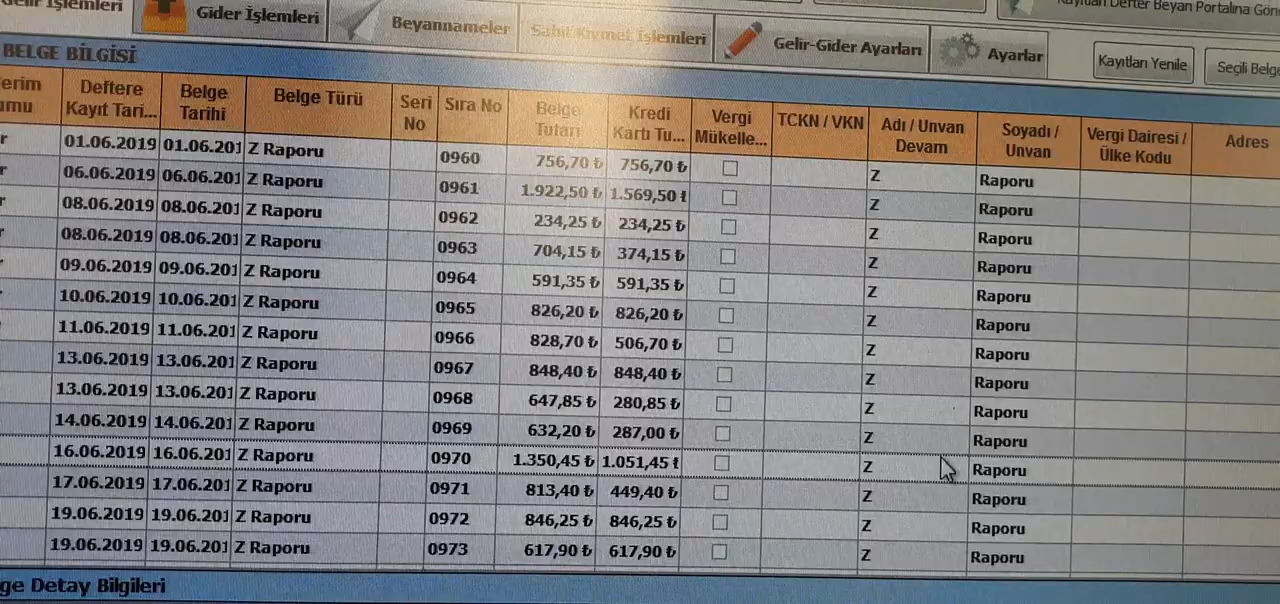 Gelir İşlemleri
Gider İşlemleri
Beyannameler
Sabit Kıymet İşlemleri
Gelir-Gider Ayarları
Ayarlar
Kayıtları Yenile
Seçili Belge
Defter Beyan Portalına Gön
BELGE BİLGİSİ
erim
umu
Deftere
Kayıt Tari...
Belge
Tarihi
Belge Türü
Seri
No
Sıra No
Belge
Tutarı
Kredi
Kartı Tu...
Vergi
Mükelle...
TCKN / VKN
Adı / Unvan
Devam
Soyadı /
Unvan
Vergi Dairesi /
Ülke Kodu
Adres
r 01.06.2019 01.06.201 Z Raporu 0960 756,70 ₺ 756,70 ₺ Z Raporu
r 06.06.2019 06.06.201 Z Raporu 0961 1.922,50 ₺ 1.569,50 ₺ Z Raporu
r 08.06.2019 08.06.201 Z Raporu 0962 234,25 ₺ 234,25 ₺ Z Raporu
08.06.2019 08.06.201 Z Raporu 0963 704,15 ₺ 374,15 ₺ Z Raporu
09.06.2019 09.06.201 Z Raporu 0964 591,35 ₺ 591,35 ₺ Z Raporu
10.06.2019 10.06.201 Z Raporu 0965 826,20 ₺ 826,20 ₺ Z Raporu
11.06.2019 11.06.201 Z Raporu 0966 828,70 ₺ 506,70 ₺ Z Raporu
13.06.2019 13.06.201 Z Raporu 0967 848,40 ₺ 848,40 ₺ Z Raporu
13.06.2019 13.06.201 Z Raporu 0968 647,85 ₺ 280,85 ₺ Z Raporu
14.06.2019 14.06.201 Z Raporu 0969 632,20 ₺ 287,00 ₺ Z Raporu
16.06.2019 16.06.201 Z Raporu 0970 1.350,45 ₺ 1.051,45 ₺ Z Raporu
17.06.2019 17.06.201 Z Raporu 0971 813,40 ₺ 449,40 ₺ Z Raporu
19.06.2019 19.06.201 Z Raporu 0972 846,25 ₺ 846,25 ₺ Z Raporu
19.06.2019 19.06.201 Z Raporu 0973 617,90 ₺ 617,90 ₺ Z Raporu
ge Detay Bilgileri